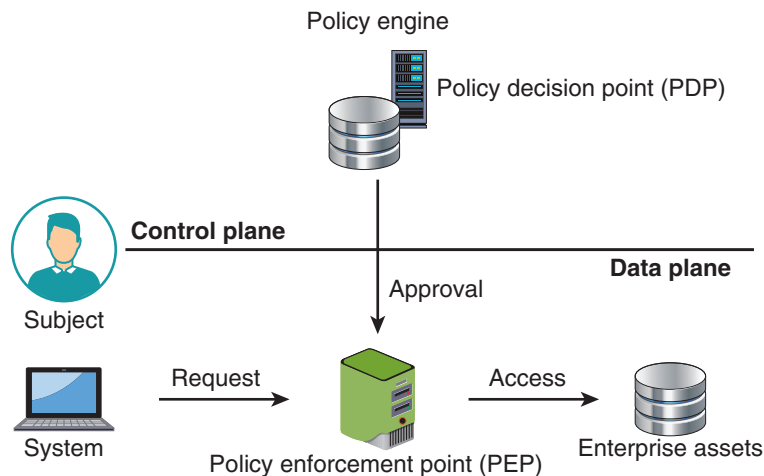 Policy engine
Policy decision point (PDP)
Control plane
Data plane
Approval
Subject
Request
Access
System
Policy enforcement point (PEP)
Enterprise assets